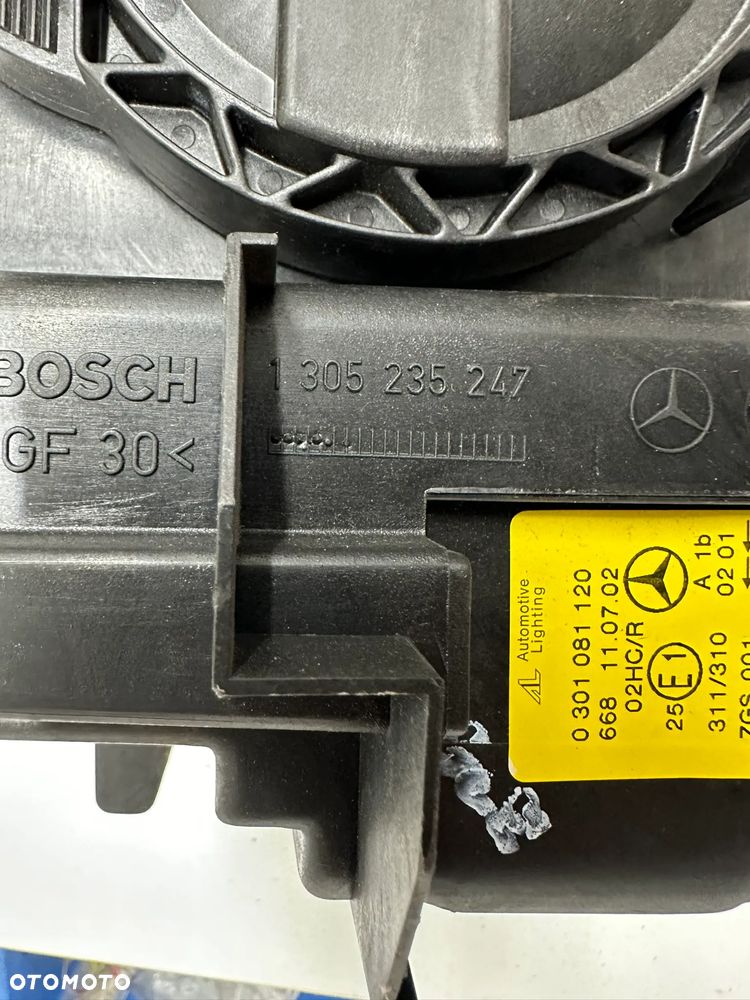 BOSCH
1 305 235 247
GF 30<
Automotive
Lighting
0 301 081 120
668 11.07.02
02HC/R
25 E1
311/310
A 1b
02 01
OTOMOTO